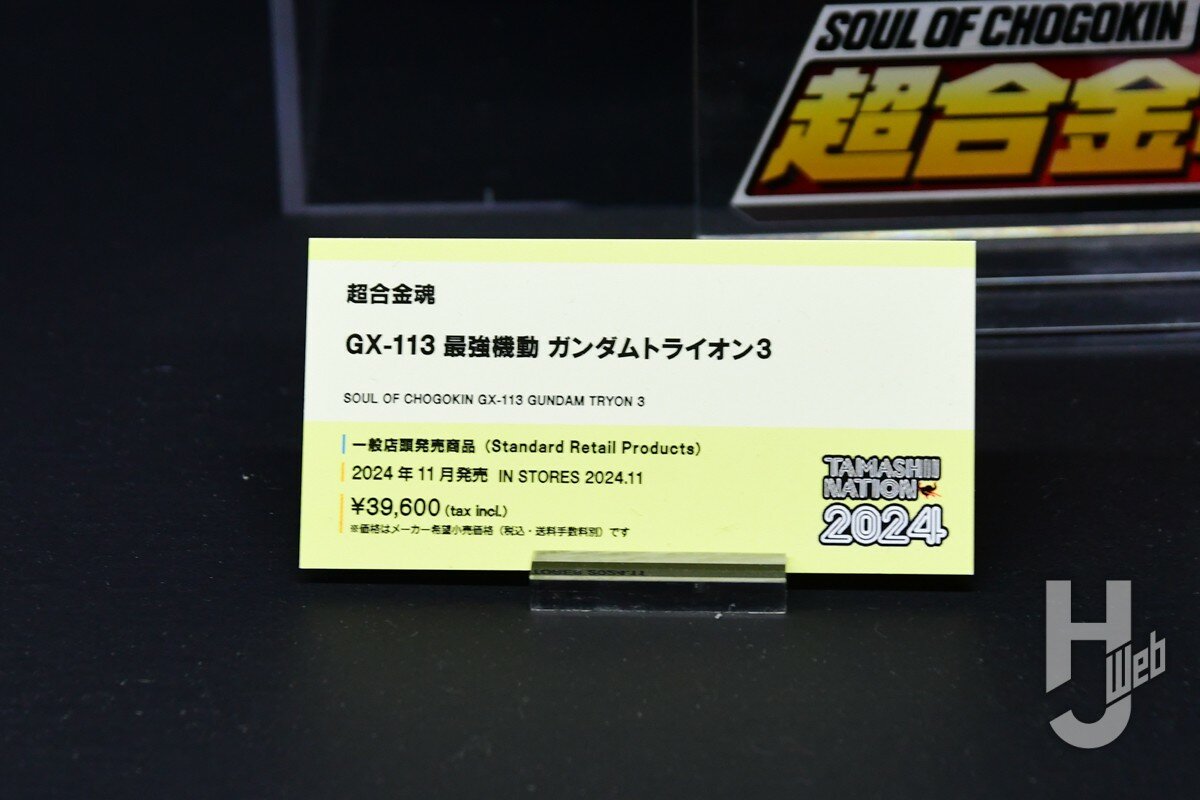 SOUL OF CHOGOKIN
超合金
超合金魂
GX-113 最強機動 ガンダムトライオン3
SOUL OF CHOGOKIN GX-113 GUNDAM TRYON 3
一般店頭発売商品（Standard Retail Products）
2024年11月発売 IN STORES 2024.11
¥39,600(tax incl.)
※価格はメーカー希望小売価格（税込・送料手数料別）です
TAMASHII
NATION
2024
HJ Web